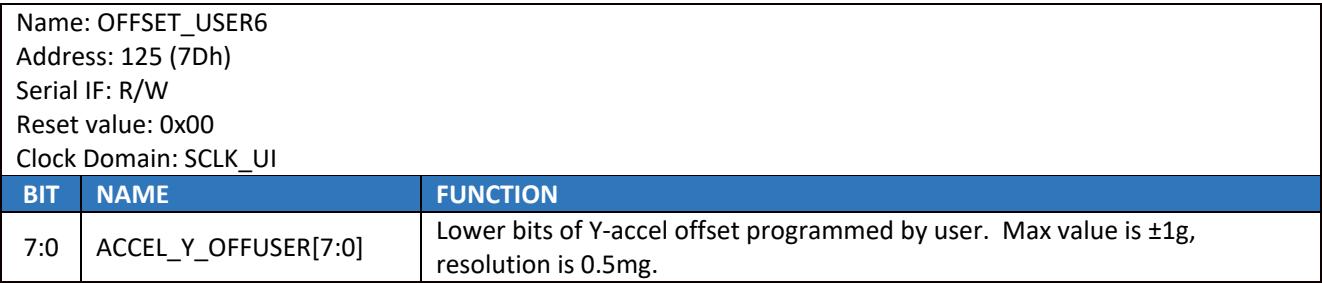 Name: OFFSET_USER6
Address: 125 (7Dh)
Serial IF: R/W
Reset value: 0x00
Clock Domain: SCLK_UI
BIT NAME FUNCTION
7:0 ACCEL_Y_OFFUSER[7:0] Lower bits of Y-accel offset programmed by user. Max value is ±1g,
resolution is 0.5mg.